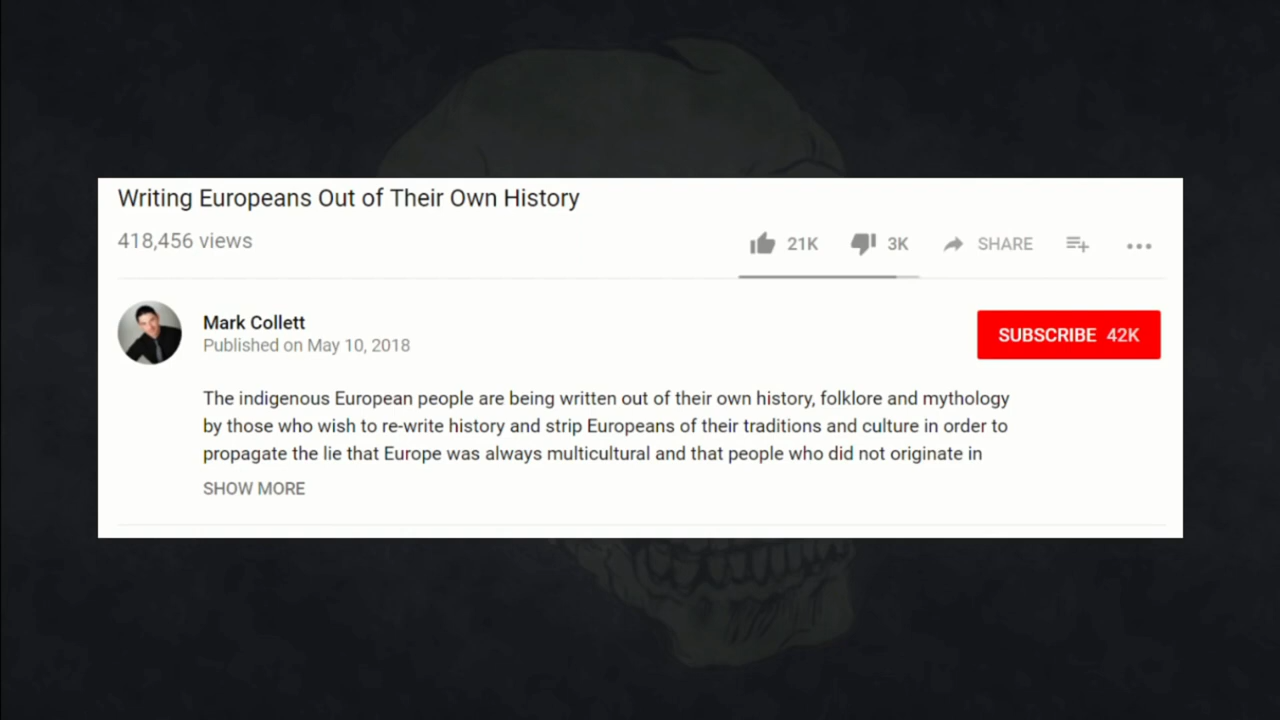 Writing Europeans Out of Their Own History
418,456 views
21K 3K SHARE
Mark Collett
Published on May 10, 2018
SUBSCRIBE 42K
The indigenous European people are being written out of their own history, folklore and mythology
by those who wish to re-write history and strip Europeans of their traditions and culture in order to
propagate the lie that Europe was always multicultural and that people who did not originate in
SHOW MORE